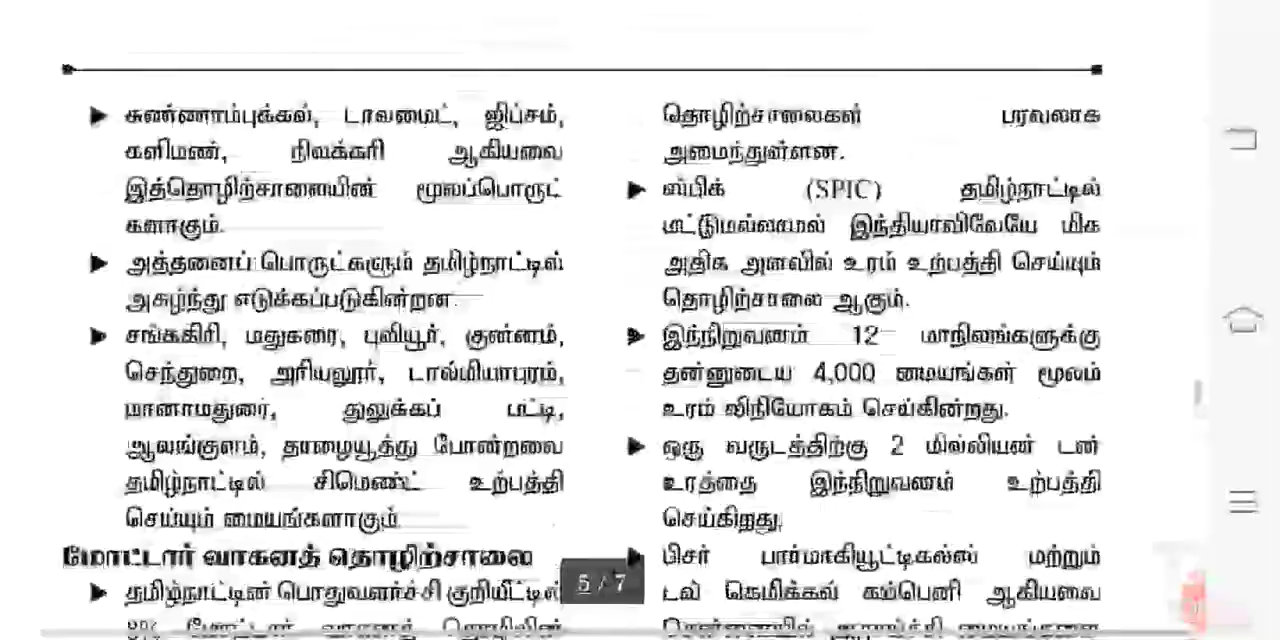 சுண்ணாம்புக்கல், டாலமைட், ஜிப்சம்,
களிமண், நிலக்கரி ஆகியவை
இத்தொழிற்சாலையின் மூலப்பொருட்
களாகும்.
அத்தனைப் பொருட்களும் தமிழ்நாட்டில்
அகழ்ந்து எடுக்கப்படுகின்றன.
சங்ககிரி, மதுகரை, புலியூர், குன்னம்,
செந்துறை, அரியலூர், டால்மியாபுரம்,
மானாமதுரை, துலுக்கப் பட்டி,
ஆலங்குளம், தாழையூத்து போன்றவை
தமிழ்நாட்டில் சிமெண்ட் உற்பத்தி
செய்யும் மையங்களாகும்.
மோட்டார் வாகனத் தொழிற்சாலை
தமிழ்நாட்டின் பொதுவளர்ச்சி குறியீட்டில்
8% மோட்டார் வாகனத் தொழிலின்
தொழிற்சாலைகள் பரவலாக
அமைந்துள்ளன.
ஸ்பிக் (SPIC) தமிழ்நாட்டில்
மட்டுமல்லாமல் இந்தியாவிலேயே மிக
அதிக அளவில் உரம் உற்பத்தி செய்யும்
தொழிற்சாலை ஆகும்.
இந்நிறுவனம் 12 மாநிலங்களுக்கு
தன்னுடைய 4,000 மையங்கள் மூலம்
உரம் விநியோகம் செய்கின்றது.
ஒரு வருடத்திற்கு 2 மில்லியன் டன்
உரத்தை இந்நிறுவனம் உற்பத்தி
செய்கிறது.
பிசர் பார்மாகியூட்டிகல்ஸ் மற்றும்
டவ் கெமிக்கல் கம்பெனி ஆகியவை
சென்னையில் ஆராய்ச்சி மையங்களை
5 / 7